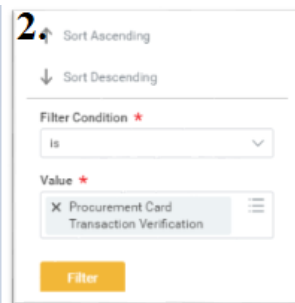 2.
Sort Ascending
Sort Descending
Filter Condition *
is
Value *
× Procurement Card
Transaction Verification
Filter